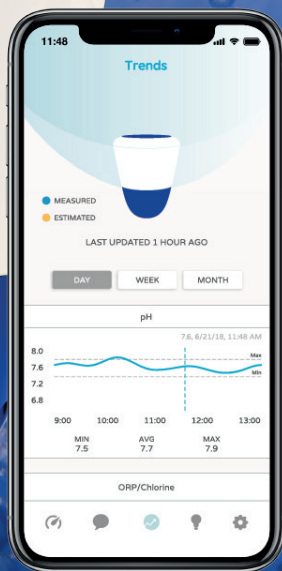 11:48
Trends
MEASURED
ESTIMATED
LAST UPDATED 1 HOUR AGO
DAY WEEK MONTH
pH
7.6, 6/21/18, 11:48 AM
8.0
Max
7.6
Min
7.2
6.8
9:00 10:00 11:00 12:00 13:00
MIN AVG MAX
7.5 7.7 7.9
ORP/Chlorine